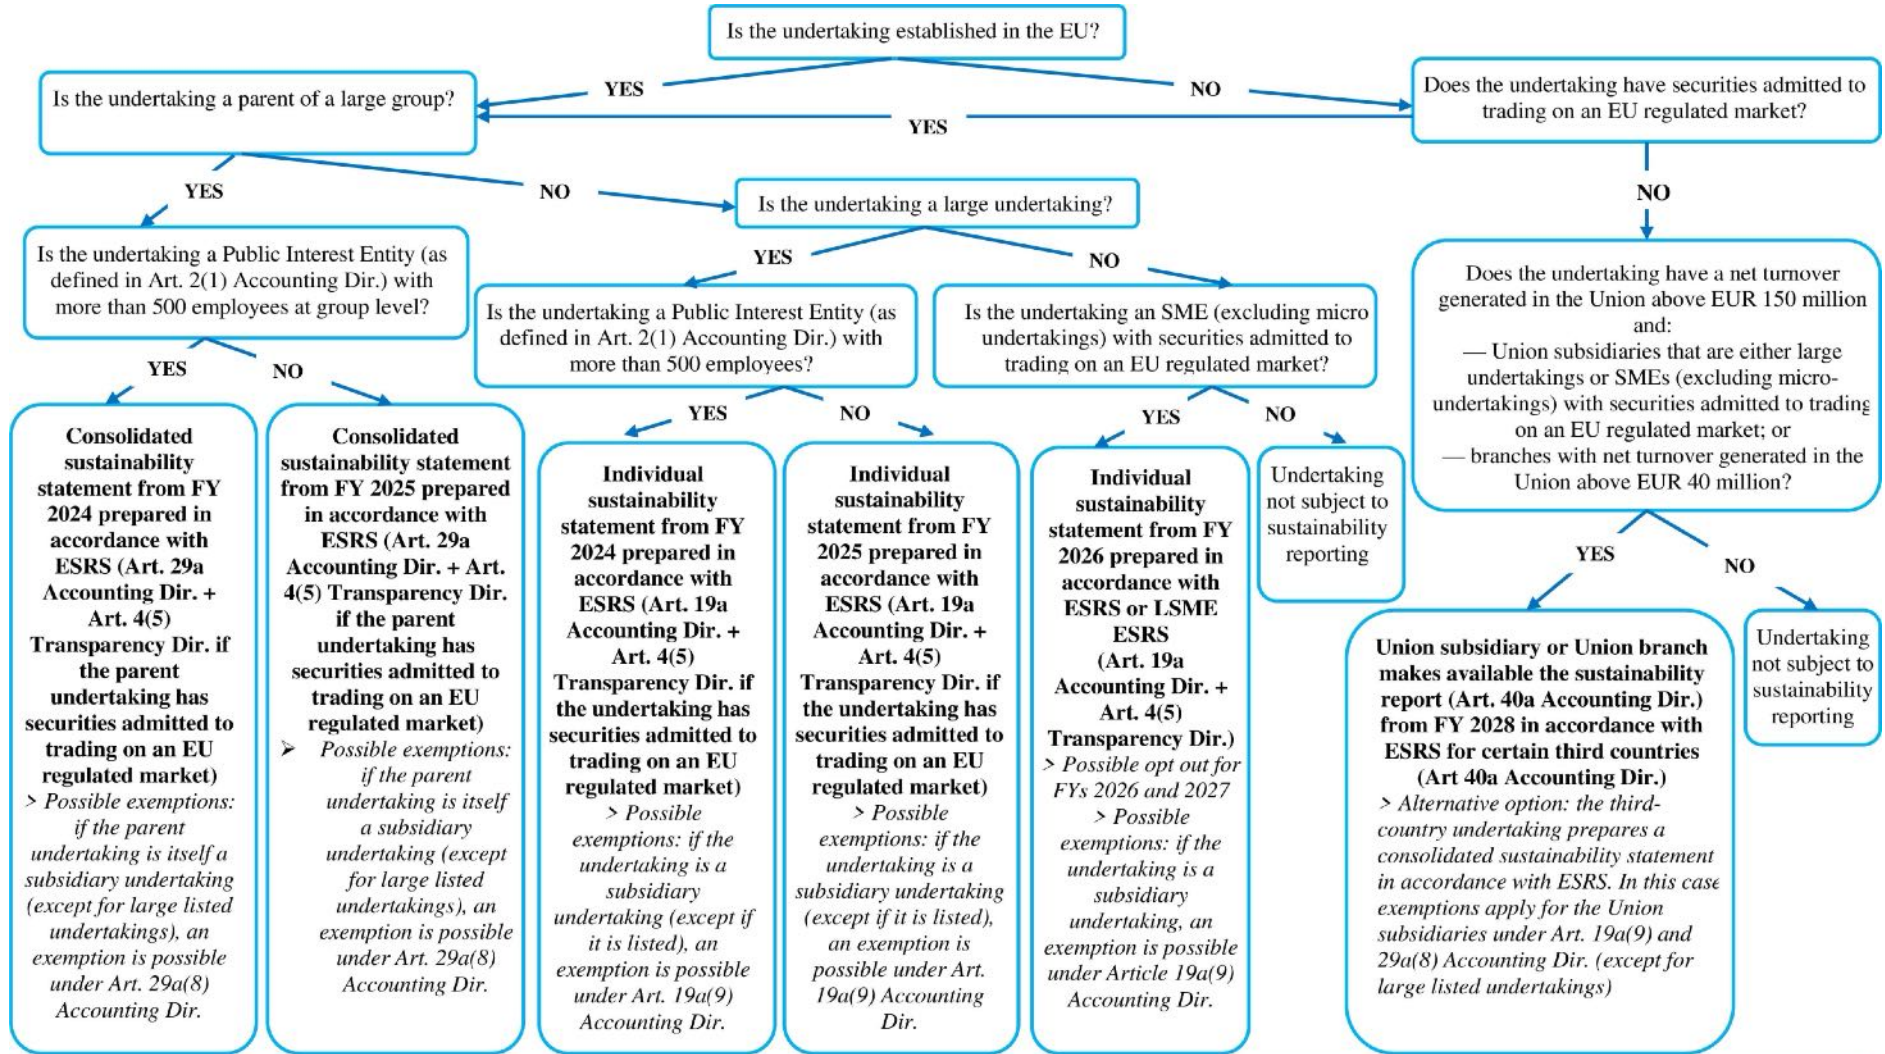 Is the undertaking established in the EU?
YES
NO
Is the undertaking a parent of a large group?
Does the undertaking have securities admitted to
trading on an EU regulated market?
YES
YES
NO
NO
Is the undertaking a large undertaking?
Is the undertaking a Public Interest Entity (as
defined in Art. 2(1) Accounting Dir.) with
more than 500 employees at group level?
YES
NO
Is the undertaking a Public Interest Entity (as
defined in Art. 2(1) Accounting Dir.) with
more than 500 employees?
Is the undertaking an SME (excluding micro
undertakings) with securities admitted to
trading on an EU regulated market?
Does the undertaking have a net turnover
generated in the Union above EUR 150 million
and:
— Union subsidiaries that are either large
undertakings or SMEs (excluding micro-
undertakings) with securities admitted to trading
on an EU regulated market; or
— branches with net turnover generated in the
Union above EUR 40 million?
YES
NO
YES
NO
YES
NO
YES
NO
Consolidated
sustainability
statement from FY
2024 prepared in
accordance with
ESRS (Art. 29a
Accounting Dir. +
Art. 4(5)
Transparency Dir. if
the parent
undertaking has
securities admitted to
trading on an EU
regulated market)
> Possible exemptions:
if the parent
undertaking is itself a
subsidiary undertaking
(except for large listed
undertakings), an
exemption is possible
under Art. 29a(8)
Accounting Dir.
Consolidated
sustainability statement
from FY 2025 prepared
in accordance with
ESRS (Art. 29a
Accounting Dir. + Art.
4(5) Transparency Dir.
if the parent
undertaking has
securities admitted to
trading on an EU
regulated market)
➢ Possible exemptions:
if the parent
undertaking is itself
a subsidiary
undertaking (except
for large listed
undertakings), an
exemption is possible
under Art. 29a(8)
Accounting Dir.
Individual
sustainability
statement from FY
2024 prepared in
accordance with
ESRS (Art. 19a
Accounting Dir. +
Art. 4(5)
Transparency Dir. if
the undertaking has
securities admitted to
trading on an EU
regulated market)
> Possible
exemptions: if the
undertaking is a
subsidiary
undertaking (except if
it is listed), an
exemption is possible
under Art. 19a(9)
Accounting Dir.
Individual
sustainability
statement from FY
2025 prepared in
accordance with
ESRS (Art. 19a
Accounting Dir. +
Art. 4(5)
Transparency Dir. if
the undertaking has
securities admitted to
trading on an EU
regulated market)
> Possible
exemptions: if the
undertaking is a
subsidiary undertaking
(except if it is listed),
an exemption is
possible under Art.
19a(9) Accounting
Dir.
Individual
sustainability
statement from FY
2026 prepared in
accordance with
ESRS or LSME
ESRS
(Art. 19a
Accounting Dir. +
Art. 4(5)
Transparency Dir.)
> Possible opt out for
FYs 2026 and 2027
> Possible
exemptions: if the
undertaking is a
subsidiary
undertaking, an
exemption is possible
under Article 19a(9)
Accounting Dir.
Undertaking
not subject to
sustainability
reporting
Union subsidiary or Union branch
makes available the sustainability
report (Art. 40a Accounting Dir.)
from FY 2028 in accordance with
ESRS for certain third countries
(Art 40a Accounting Dir.)
> Alternative option: the third-
country undertaking prepares a
consolidated sustainability statement
in accordance with ESRS. In this case
exemptions apply for the Union
subsidiaries under Art. 19a(9) and
29a(8) Accounting Dir. (except for
large listed undertakings)
Undertaking
not subject to
sustainability
reporting